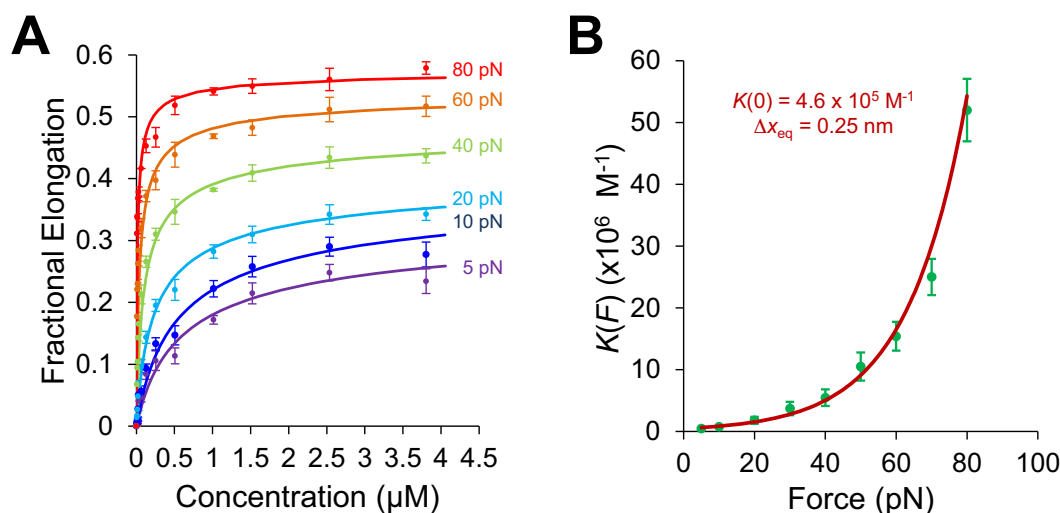 A
Fractional Elongation
0.6
0.5
0.4
0.3
0.2
0.1
0
0 0.5 1 1.5 2 2.5 3 3.5 4 4.5
Concentration (µM)
80 pN
60 pN
40 pN
20 pN
10 pN
5 pN
B
K(F) (x10⁶ M⁻¹)
60
50
40
30
20
10
0
0 20 40 60 80 100
Force (pN)
K(0) = 4.6 x 10⁵ M⁻¹
Δxeq = 0.25 nm